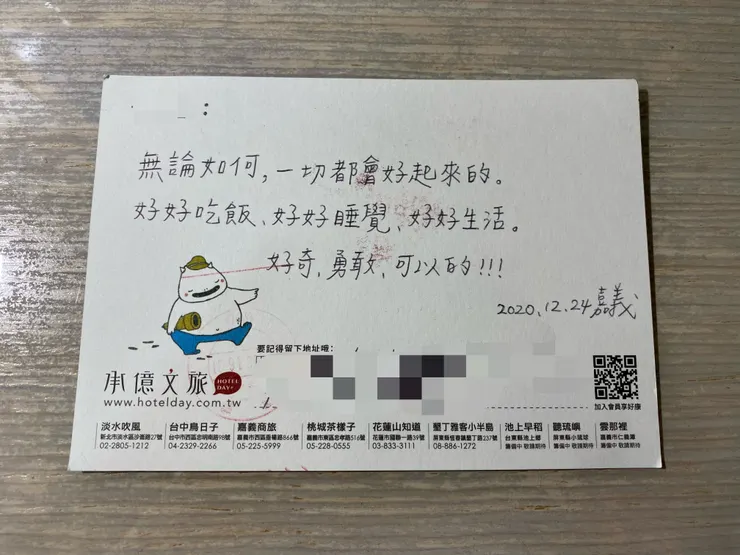 :
無論如何,一切都會好起來的。
好好吃飯、好好睡覺、好好生活。
好奇,勇敢,可以的!!!
2020.12.24嘉義
要記得留下地址哦:
承億文旅 HOTEL DAY+
www.hotelday.com.tw
加入會員享好康
淡水吹風
新北市淡水區沙崙路27號
02-2805-1212
台中鳥日子
台中市西區忠明南路98號
04-2329-2266
嘉義商旅
嘉義市西區垂楊路866號
05-225-5999
桃城茶樣子
嘉義市東區忠孝路516號
05-228-0555
花蓮山知道
花蓮市國聯一路39號
03-833-3111
墾丁雅客小半島
屏東縣恆春鎮墾丁路237號
08-886-1272
池上早稻
台東縣池上鄉
籌備中 敬請期待
聽琉嶼
屏東縣小琉球
籌備中 敬請期待
雲那裡
嘉義市仁義潭
籌備中 敬請期待